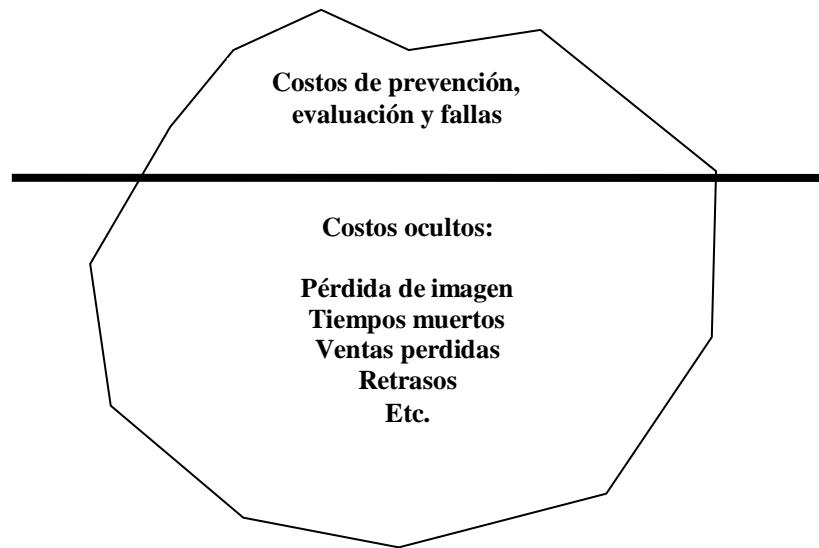 Costos de prevención,
evaluación y fallas
Costos ocultos:
Pérdida de imagen
Tiempos muertos
Ventas perdidas
Retrasos
Etc.